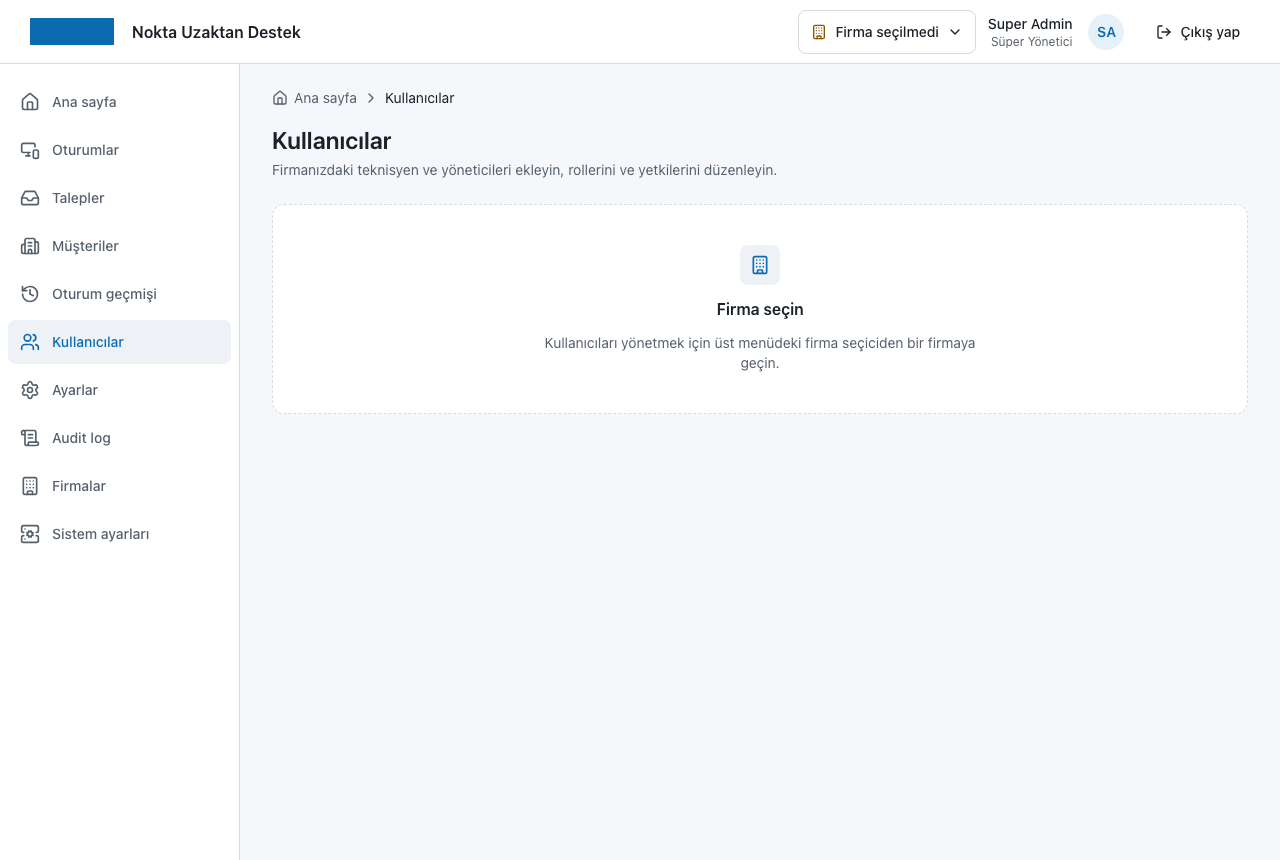 Nokta Uzaktan Destek
Firma seçilmedi
Super Admin
Süper Yönetici
SA
Çıkış yap
Ana sayfa
Oturumlar
Talepler
Müşteriler
Oturum geçmişi
Kullanıcılar
Ayarlar
Audit log
Firmalar
Sistem ayarları
Ana sayfa > Kullanıcılar
Kullanıcılar
Firmanızdaki teknisyen ve yöneticileri ekleyin, rollerini ve yetkilerini düzenleyin.
Firma seçin
Kullanıcıları yönetmek için üst menüdeki firma seçiciden bir firmaya
geçin.